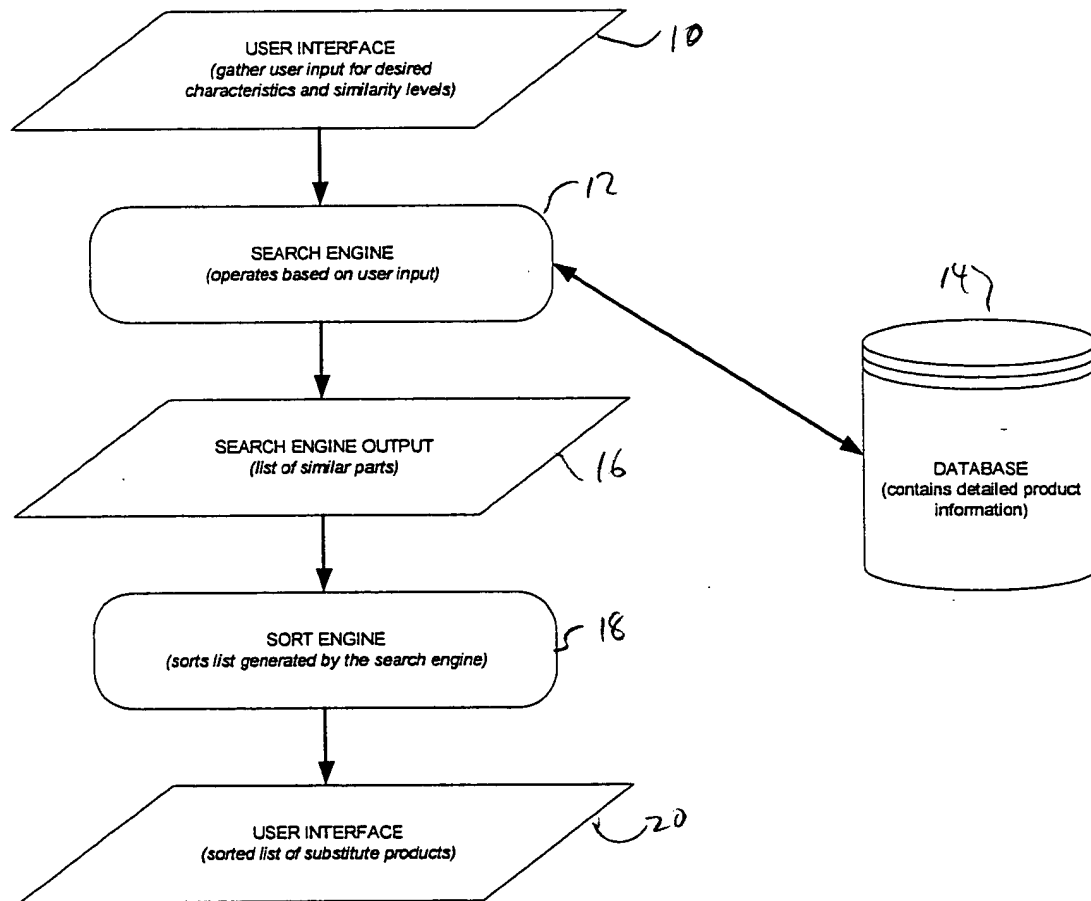 USER INTERFACE
(gather user input for desired
characteristics and similarity levels)
10
SEARCH ENGINE
(operates based on user input)
12
14
DATABASE
(contains detailed product
information)
SEARCH ENGINE OUTPUT
(list of similar parts)
16
SORT ENGINE
(sorts list generated by the search engine)
18
USER INTERFACE
(sorted list of substitute products)
20